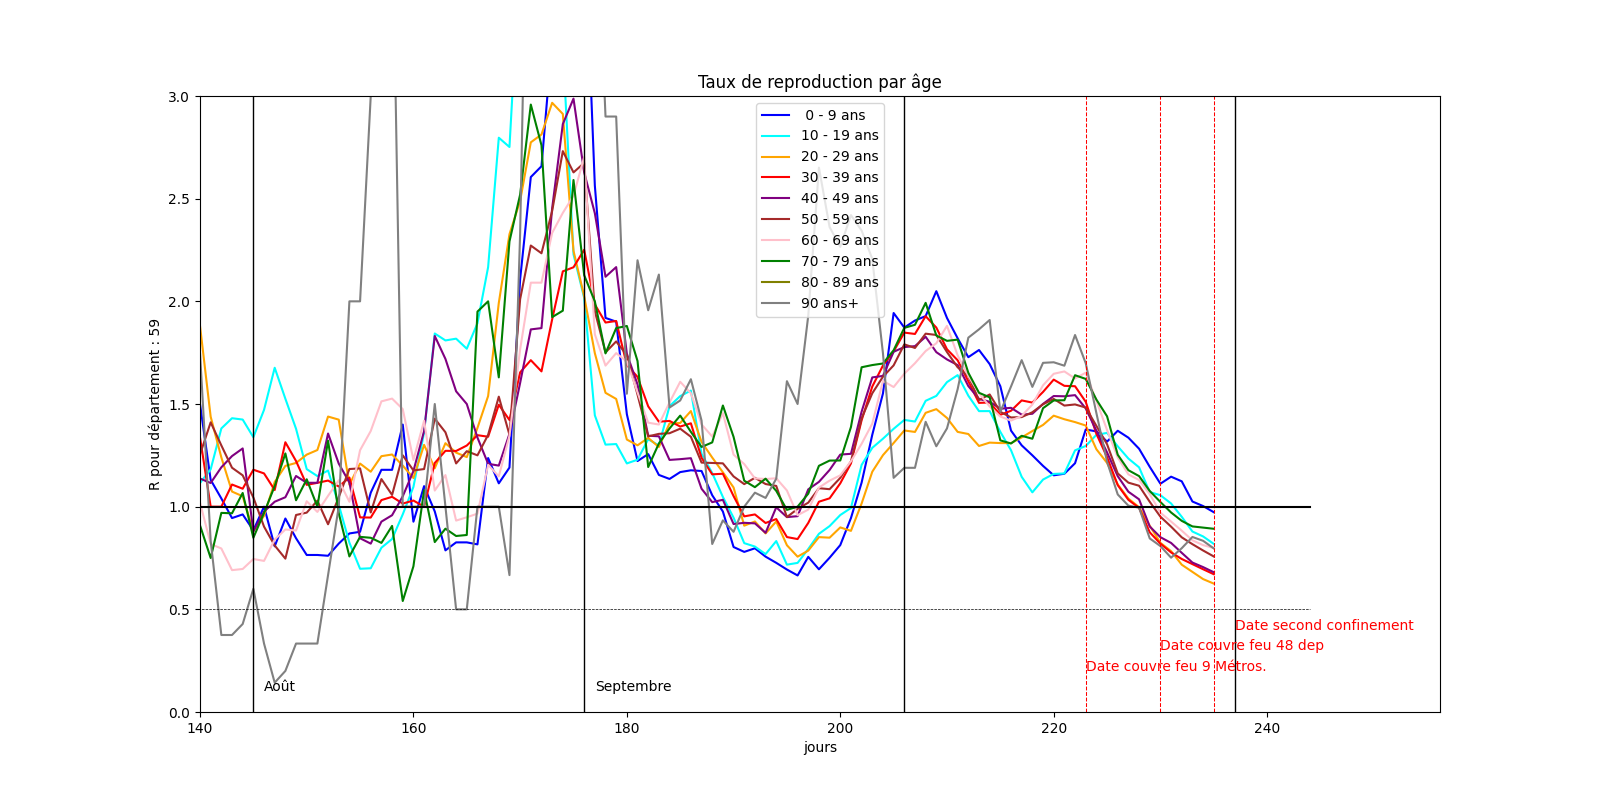 Taux de reproduction par âge
R pour département : 59
3.0
2.5
2.0
1.5
1.0
0.5
0.0
0 - 9 ans
10 - 19 ans
20 - 29 ans
30 - 39 ans
40 - 49 ans
50 - 59 ans
60 - 69 ans
70 - 79 ans
80 - 89 ans
90 ans+
Date second confinement
Date couvre feu 48 dep
Date couvre feu 9 Métros.
Août
Septembre
140
160
180
200
220
240
jours